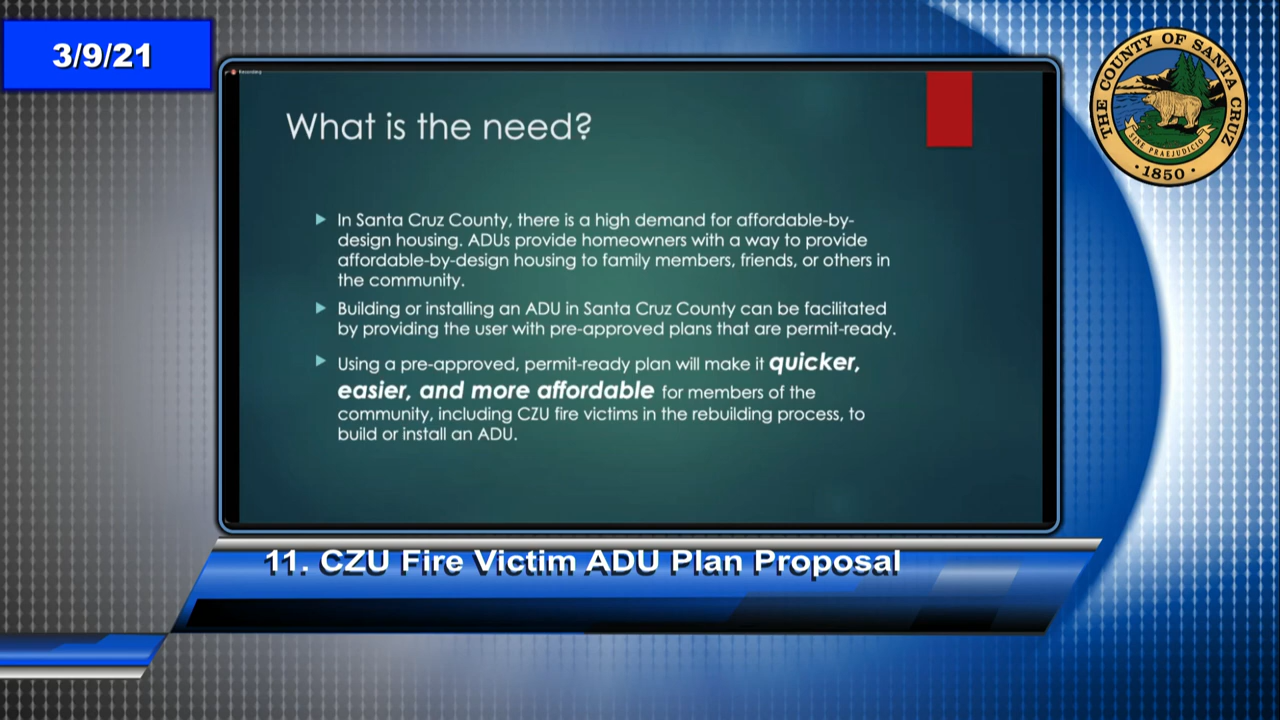 3/9/21
Recording
THE COUNTY OF SANTA CRUZ
SINE PRAEJUDICIO
• 1850 •
What is the need?
In Santa Cruz County, there is a high demand for affordable-by-
design housing. ADUs provide homeowners with a way to provide
affordable-by-design housing to family members, friends, or others in
the community.
Building or installing an ADU in Santa Cruz County can be facilitated
by providing the user with pre-approved plans that are permit-ready.
Using a pre-approved, permit-ready plan will make it quicker,
easier, and more affordable for members of the
community, including CZU fire victims in the rebuilding process, to
build or install an ADU.
11. CZU Fire Victim ADU Plan Proposal